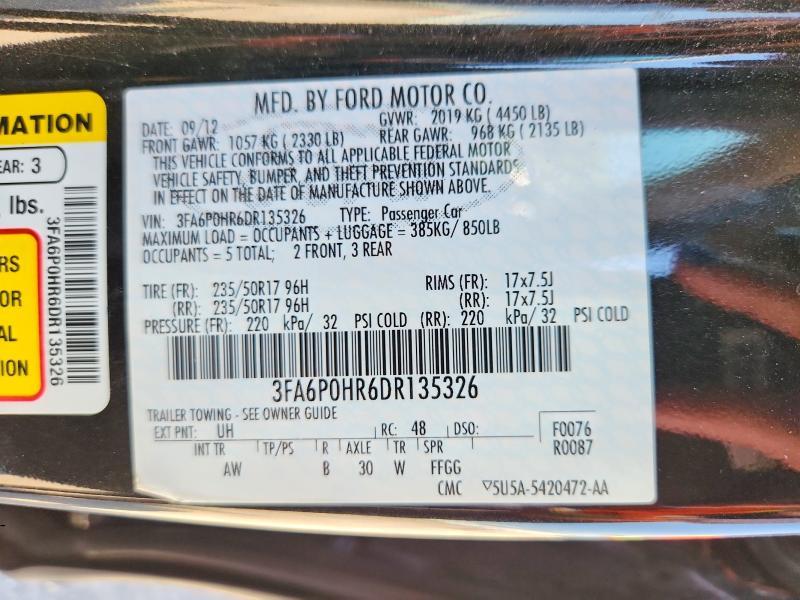 MATION
EAR: 3
lbs.
RS
OR
AL
ION
3FA6P0HR6DR135326
MFD. BY FORD MOTOR CO.
DATE: 09/12 GVWR: 2019 KG ( 4450 LB)
FRONT GAWR: 1057 KG ( 2330 LB) REAR GAWR: 968 KG ( 2135 LB)
THIS VEHICLE CONFORMS TO ALL APPLICABLE FEDERAL MOTOR
VEHICLE SAFETY, BUMPER, AND THEFT PREVENTION STANDARDS
IN EFFECT ON THE DATE OF MANUFACTURE SHOWN ABOVE.
VIN: 3FA6P0HR6DR135326 TYPE: Passenger Car
MAXIMUM LOAD = OCCUPANTS + LUGGAGE = 385KG/ 850LB
OCCUPANTS = 5 TOTAL; 2 FRONT, 3 REAR
TIRE (FR): 235/50R17 96H RIMS (FR): 17x7.5J
(RR): 235/50R17 96H (RR): 17x7.5J
PRESSURE (FR): 220 kPa/ 32 PSI COLD (RR): 220 kPa/ 32 PSI COLD
3FA6P0HR6DR135326
TRAILER TOWING - SEE OWNER GUIDE
EXT PNT: UH RC: 48 DSO: F0076
INT TR TP/PS R AXLE TR SPR R0087
AW B 30 W FFGG
CMC ▽5U5A-5420472-AA